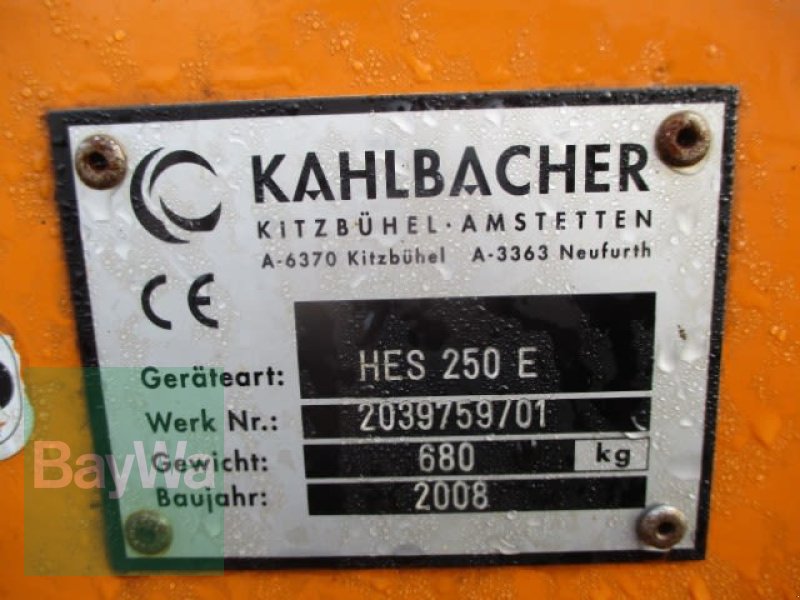 KAHLBACHER
KITZBÜHEL · AMSTETTEN
A-6370 Kitzbühel A-3363 Neufurth
CE
Geräteart: HES 250 E
Werk Nr.: 2039759/01
Gewicht: 680 kg
Baujahr: 2008
BayWa